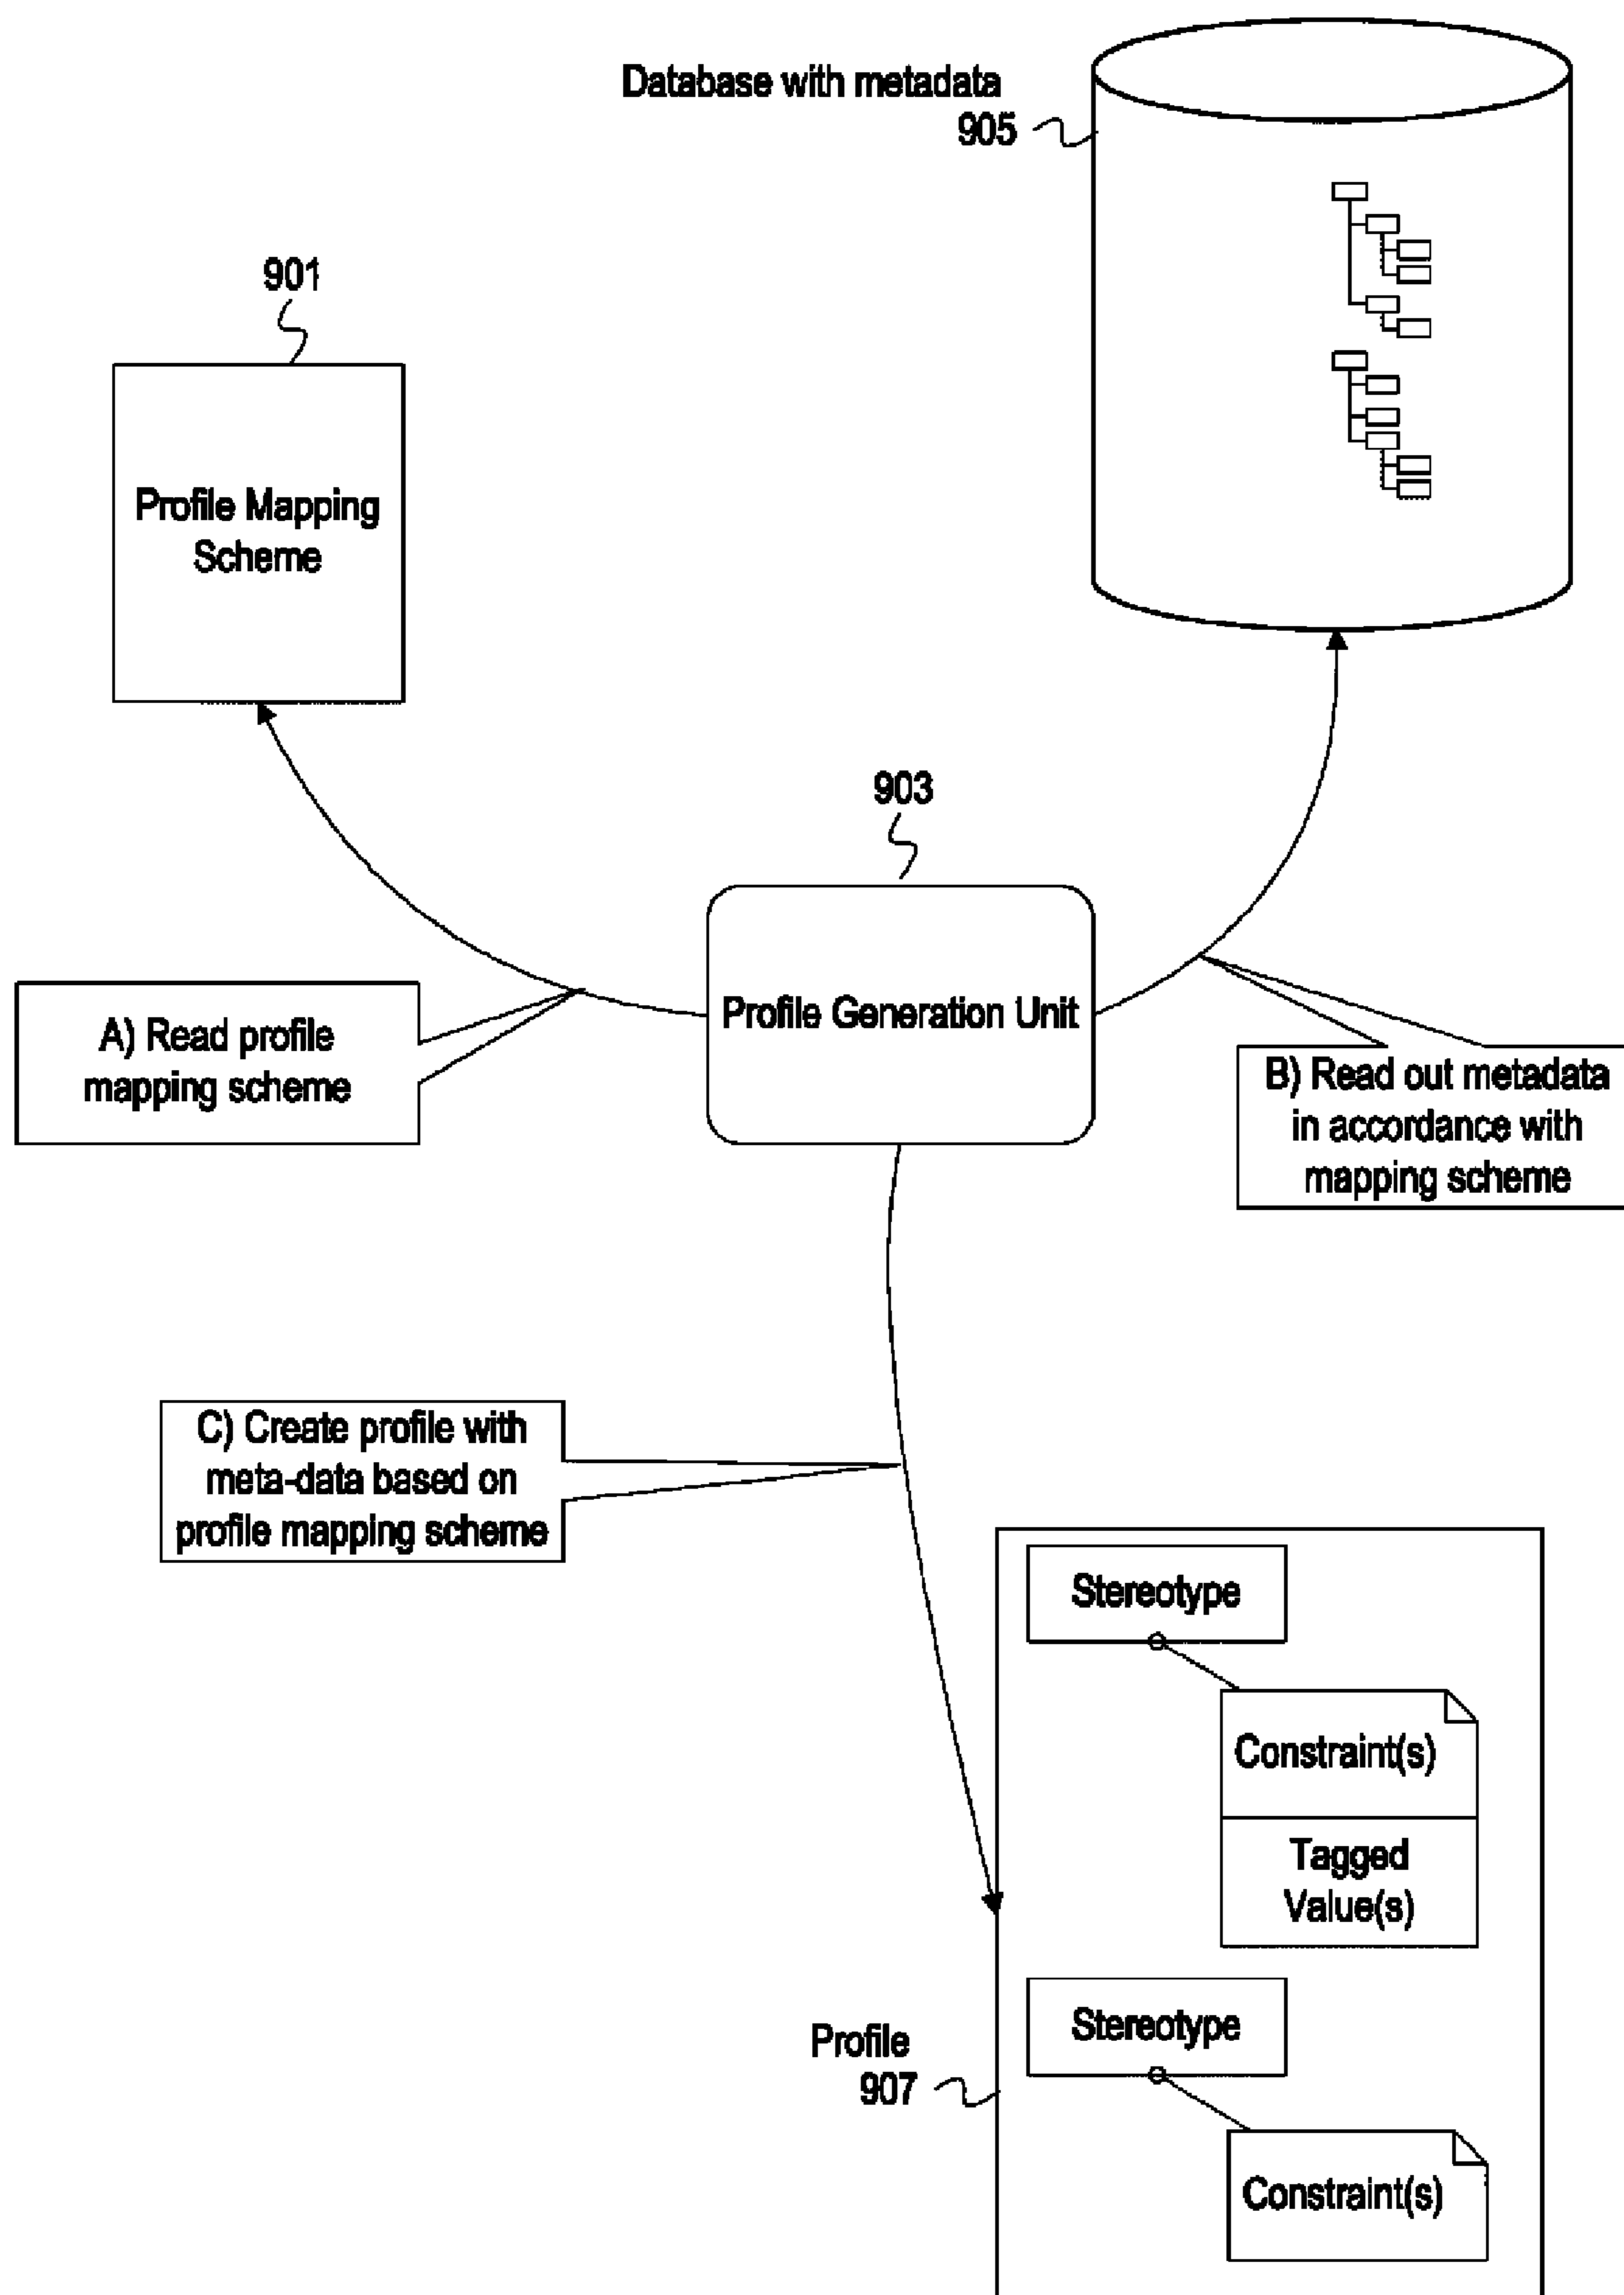 Database with metadata
905
901
Profile Mapping
Scheme
903
Profile Generation Unit
A) Read profile
mapping scheme
B) Read out metadata
in accordance with
mapping scheme
C) Create profile with
meta-data based on
profile mapping scheme
Stereotype
Constraint(s)
Tagged
Value(s)
Profile
907
Stereotype
Constraint(s)